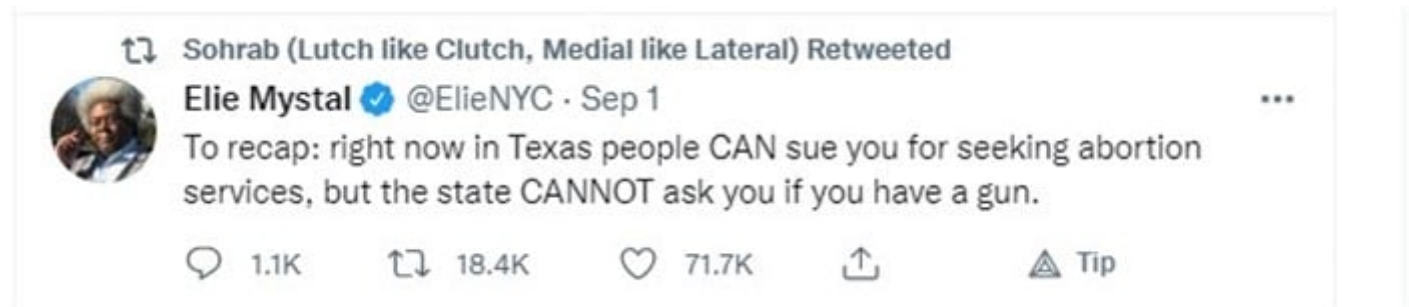 Sohrab (Lutch like Clutch, Medial like Lateral) Retweeted
Elie Mystal @ElieNYC · Sep 1
To recap: right now in Texas people CAN sue you for seeking abortion
services, but the state CANNOT ask you if you have a gun.
1.1K 18.4K 71.7K Tip